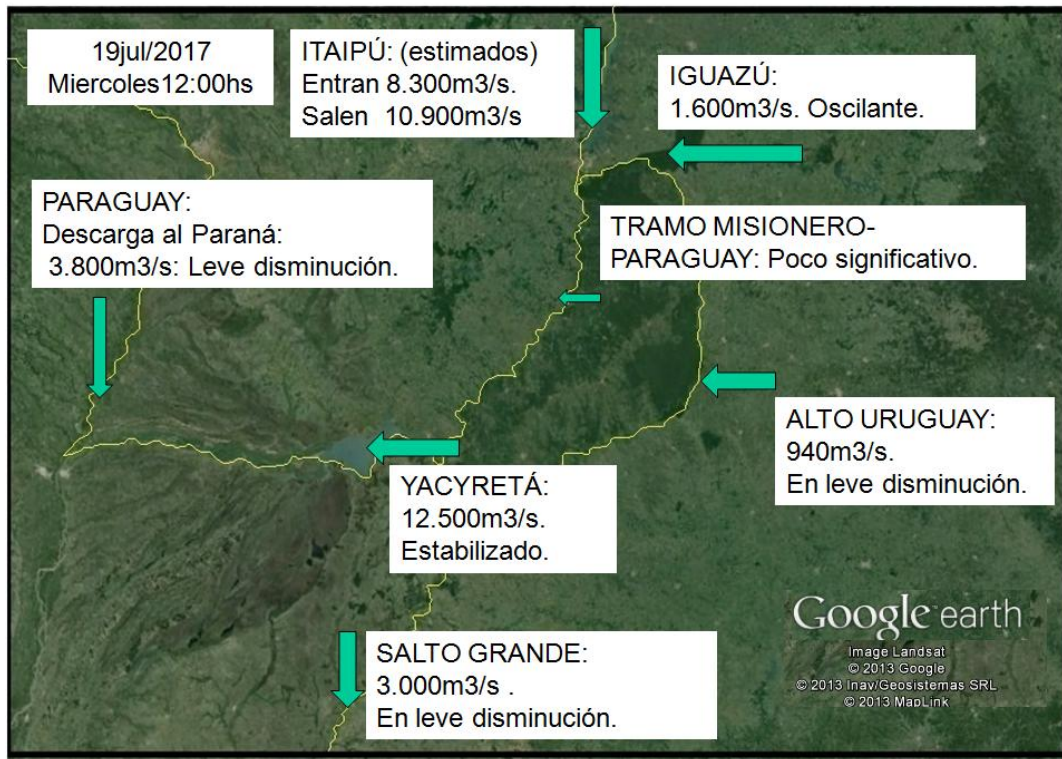 19jul/2017
Miercoles12:00hs
ITAIPÚ: (estimados)
Entran 8.300m3/s.
Salen 10.900m3/s
IGUAZÚ:
1.600m3/s. Oscilante.
PARAGUAY:
Descarga al Paraná:
3.800m3/s: Leve disminución.
TRAMO MISIONERO-
PARAGUAY: Poco significativo.
ALTO URUGUAY:
940m3/s.
En leve disminución.
YACYRETÁ:
12.500m3/s.
Estabilizado.
SALTO GRANDE:
3.000m3/s .
En leve disminución.
Google earth
Image Landsat
© 2013 Google
© 2013 Inav/Geosistemas SRL
© 2013 MapLink